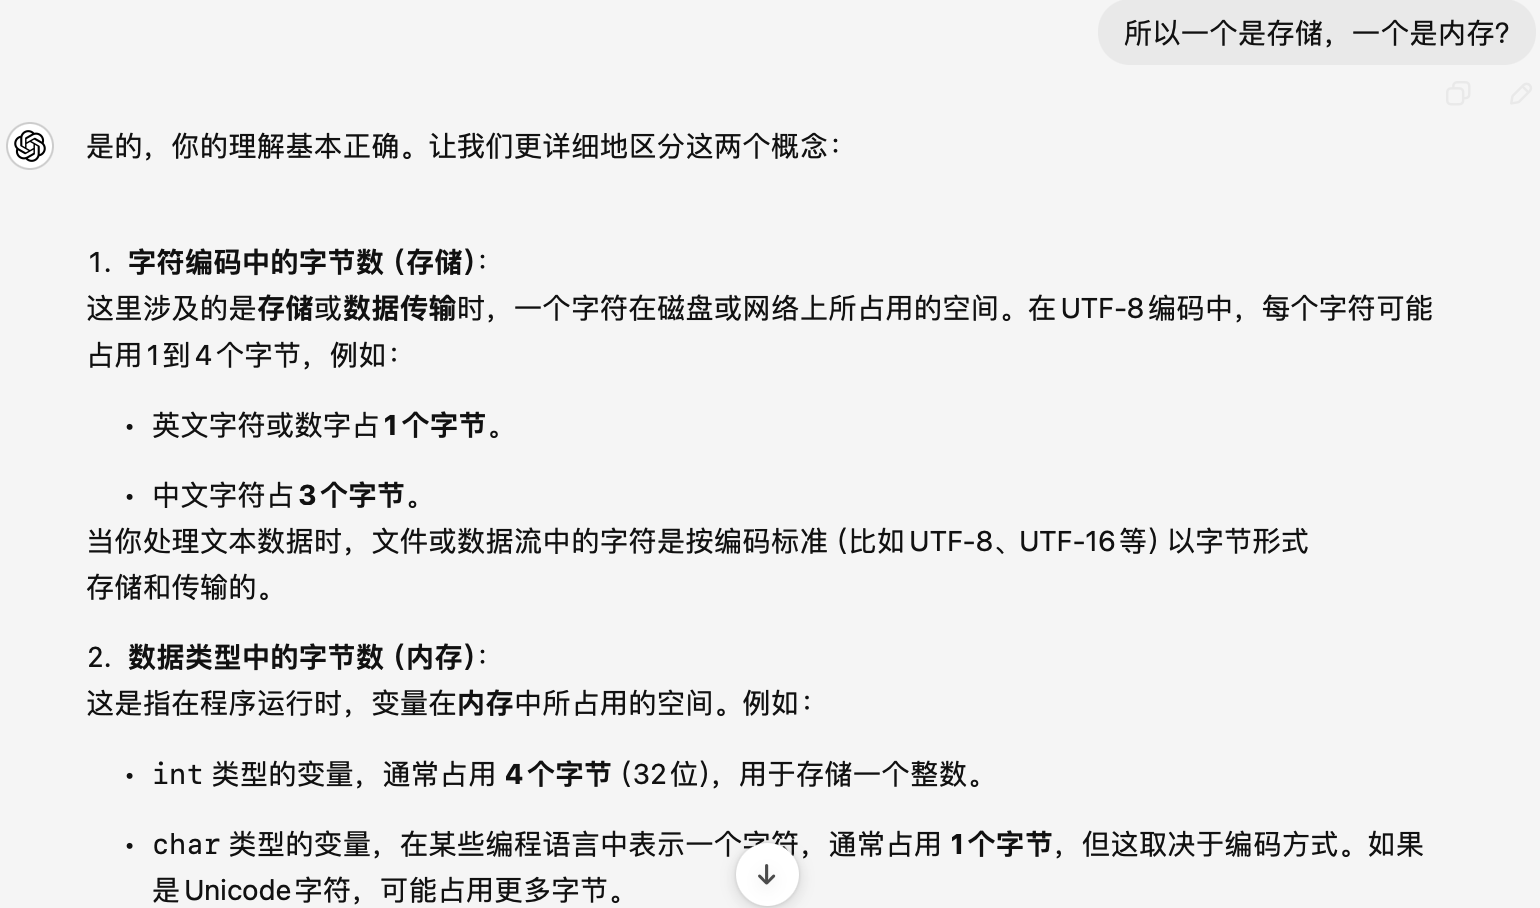 所以一个是存储，一个是内存?
是的，你的理解基本正确。让我们更详细地区分这两个概念：
1. 字符编码中的字节数（存储）：
这里涉及的是存储或数据传输时，一个字符在磁盘或网络上所占用的空间。在UTF-8编码中，每个字符可能
占用1到4个字节，例如：
• 英文字符或数字占1个字节。
• 中文字符占3个字节。
当你处理文本数据时，文件或数据流中的字符是按编码标准（比如UTF-8、UTF-16等）以字节形式
存储和传输的。
2. 数据类型中的字节数（内存）：
这是指在程序运行时，变量在内存中所占用的空间。例如：
• int 类型的变量，通常占用 4个字节（32位），用于存储一个整数。
• char 类型的变量，在某些编程语言中表示一个字符，通常占用 1个字节，但这取决于编码方式。如果
是Unicode字符，可能占用更多字节。